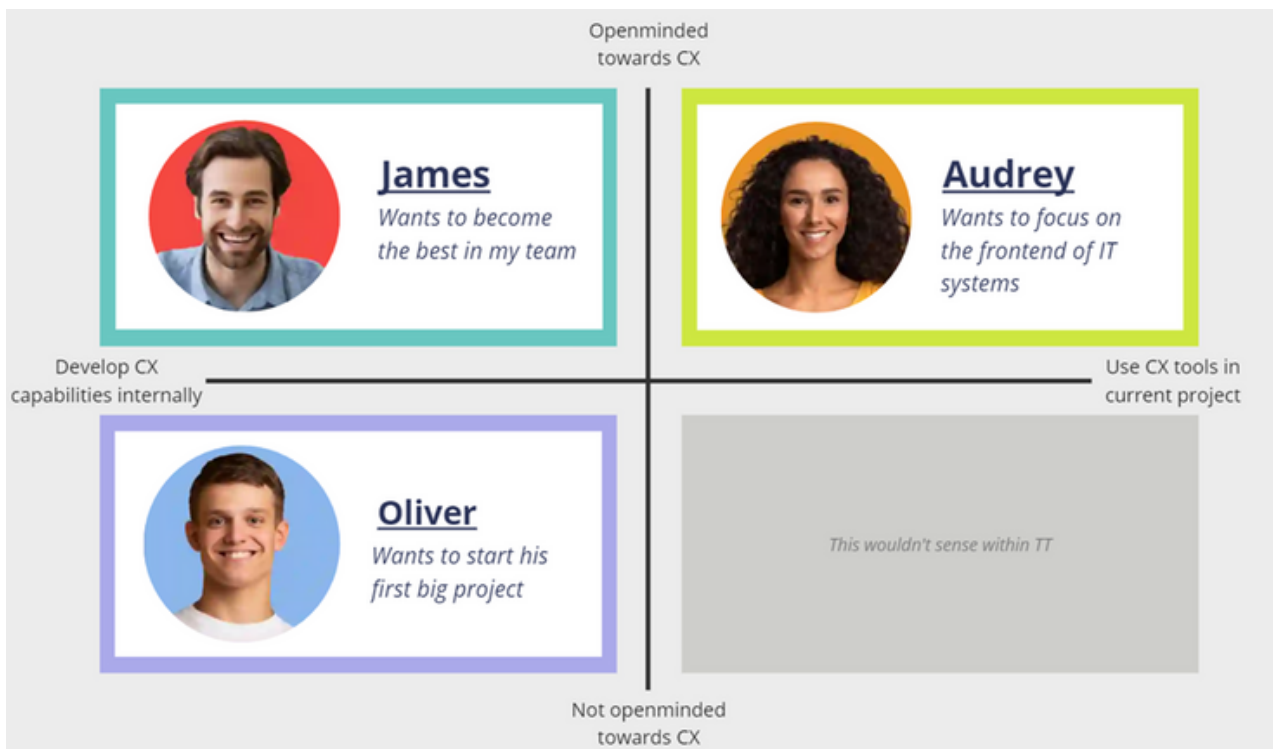 Openminded
towards CX
James
Wants to become
the best in my team
Audrey
Wants to focus on
the frontend of IT
systems
Develop CX
capabilities internally
Use CX tools in
current project
Oliver
Wants to start his
first big project
This wouldn't sense within TT
Not openminded
towards CX